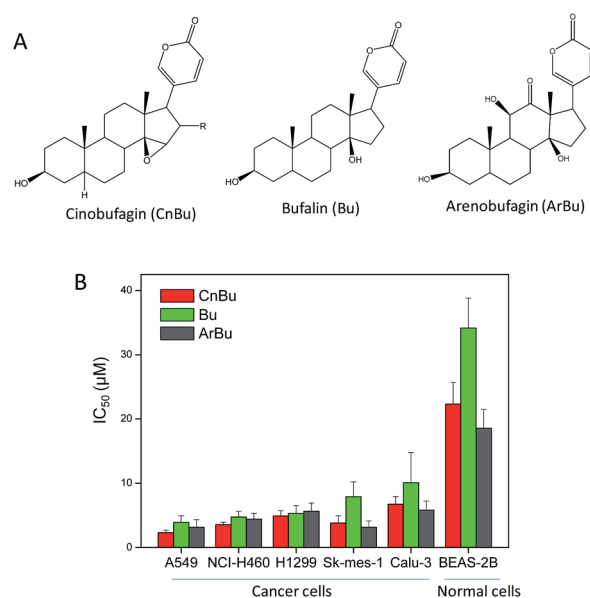 A
O
O
R
O
HO
H
Cinobufagin (CnBu)
O
O
OH
HO
Bufalin (Bu)
O
O
O
HO
OH
HO
Arenobufagin (ArBu)
B
CnBu
Bu
ArBu
IC50 (μM)
40
30
20
10
0
A549 NCI-H460 H1299 Sk-mes-1 Calu-3 BEAS-2B
Cancer cells Normal cells